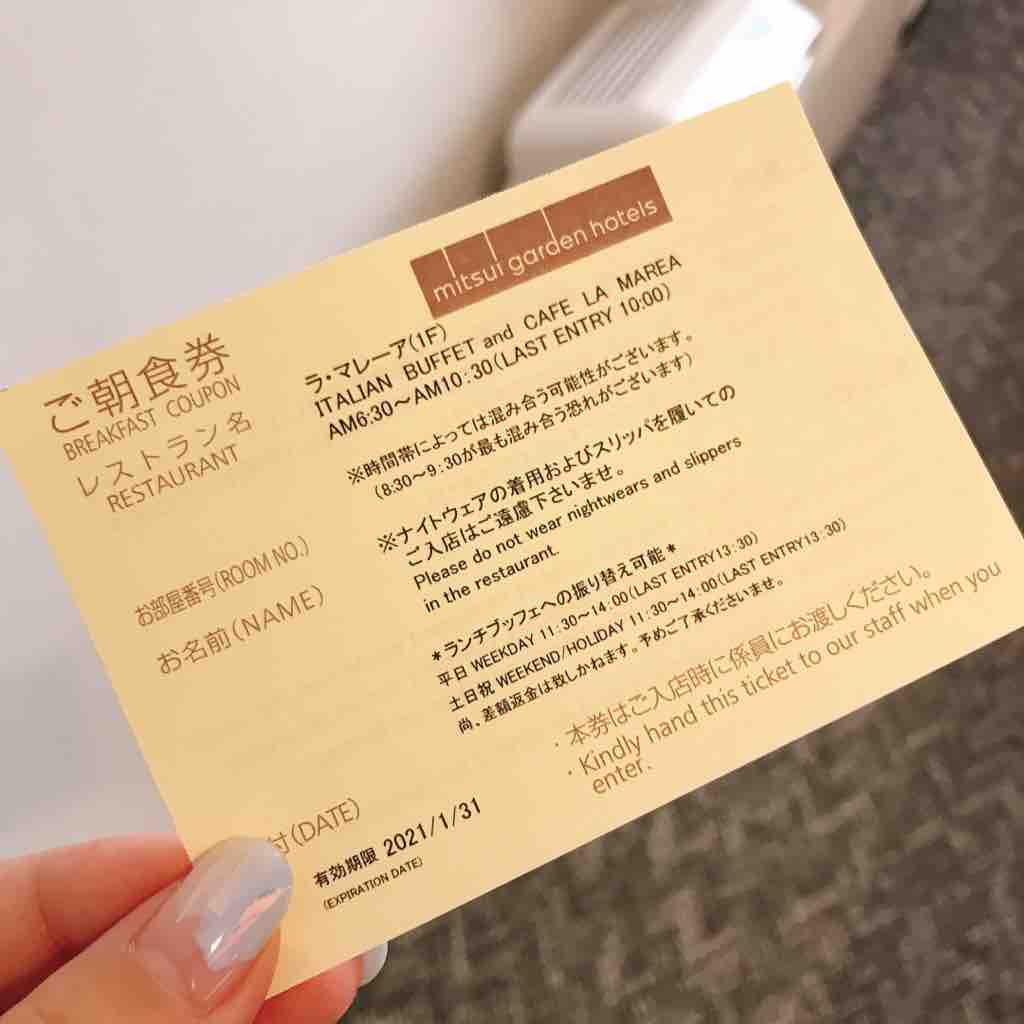 mitsui garden hotels
ご朝食券
BREAKFAST COUPON
レストラン名
RESTAURANT
ラ・マレーア(1F)
ITALIAN BUFFET and CAFE LA MAREA
AM6:30～AM10:30(LAST ENTRY 10:00)
※時間帯によっては混み合う可能性がございます。
(8:30～9:30が最も混み合う恐れがございます)
※ナイトウェアの着用およびスリッパを履いての
ご入店はご遠慮下さいませ。
Please do not wear nightwears and slippers
in the restaurant.
お部屋番号(ROOM NO.)
お名前(NAME)
*ランチブッフェへの振り替え可能*
平日 WEEKDAY 11:30～14:00(LAST ENTRY13:30)
土日祝 WEEKEND/HOLIDAY 11:30～14:00(LAST ENTRY13:30)
尚、差額返金は致しかねます。予めご了承くださいませ。
・本券はご入店時に係員にお渡しください。
・Kindly hand this ticket to our staff when you
enter.
付(DATE)
有効期限 2021/1/31
(EXPIRATION DATE)